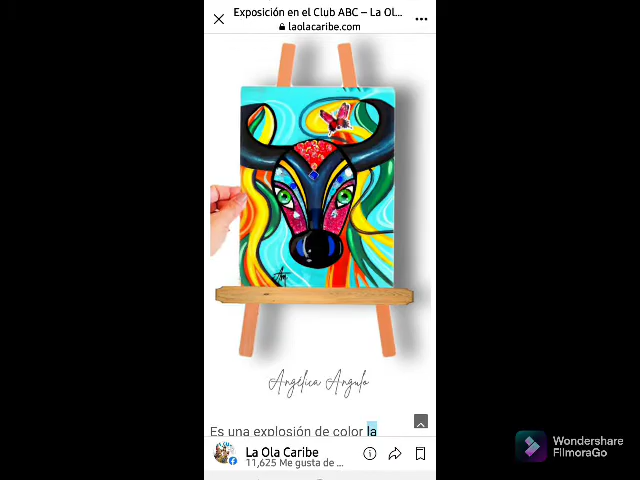 Exposición en el Club ABC – La Ol...
laolacaribe.com
Angélica Angulo
Es una explosión de color la
La Ola Caribe
11,625 Me gusta de ...
Wondershare
FilmoraGo